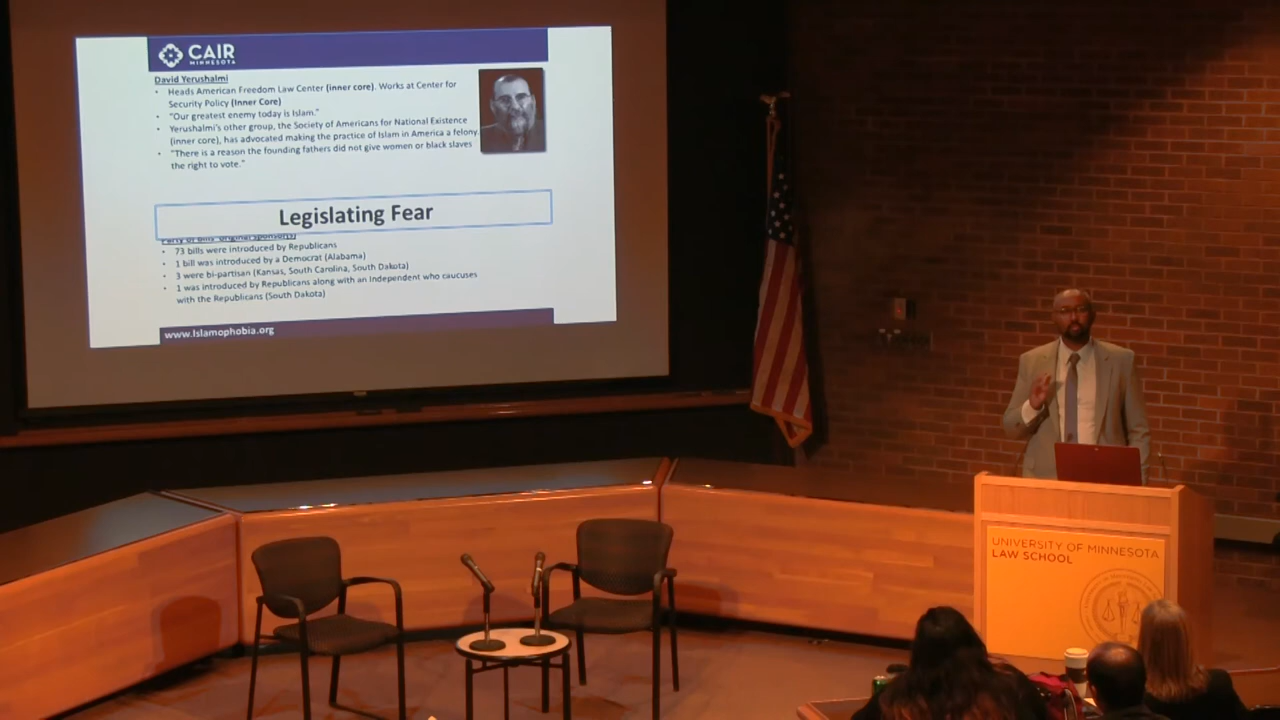 CAIR
MINNESOTA
David Yerushalmi
• Heads American Freedom Law Center (inner core). Works at Center for
Security Policy (Inner Core)
• "Our greatest enemy today is Islam."
• Yerushalmi's other group, the Society of Americans for National Existence
(inner core), has advocated making the practice of Islam in America a felony.
• "There is a reason the founding fathers did not give women or black slaves
the right to vote."
Legislating Fear
Party of Bills' Original Sponsor(s)
• 73 bills were introduced by Republicans
• 1 bill was introduced by a Democrat (Alabama)
• 3 were bi-partisan (Kansas, South Carolina, South Dakota)
• 1 was introduced by Republicans along with an Independent who caucuses
with the Republicans (South Dakota)
www.Islamophobia.org
UNIVERSITY OF MINNESOTA
LAW SCHOOL